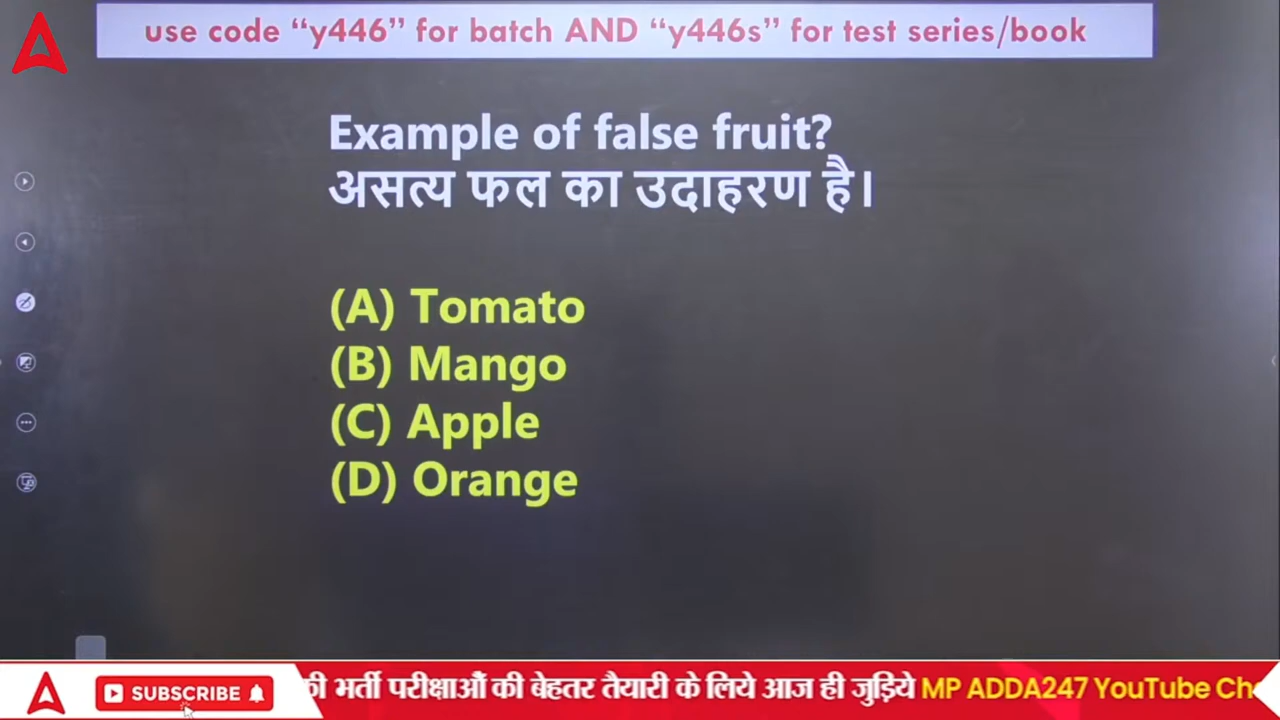 use code “y446” for batch AND “y446s” for test series/book
Example of false fruit?
असत्य फल का उदाहरण है।
(A) Tomato
(B) Mango
(C) Apple
(D) Orange
SUBSCRIBE
की भर्ती परीक्षाओं की बेहतर तैयारी के लिये आज ही जुड़िये MP ADDA247 YouTube